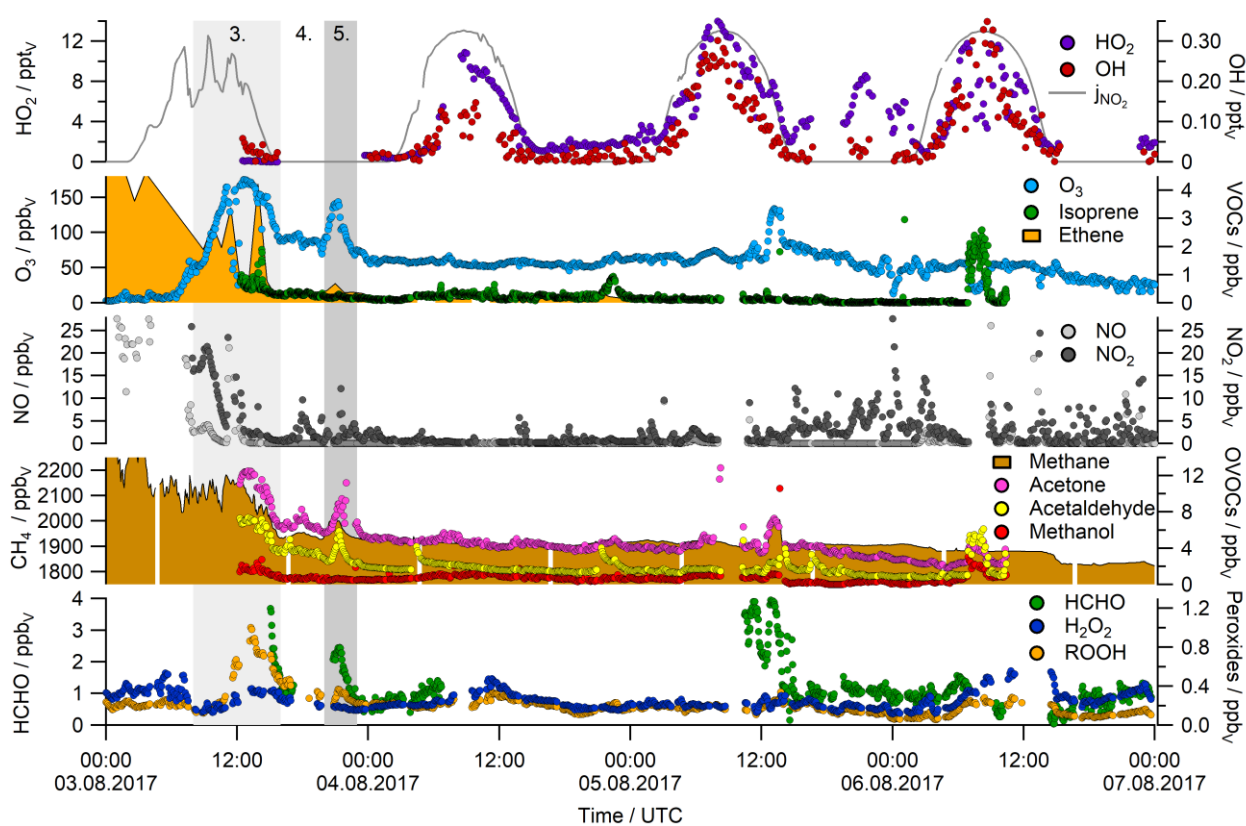 3. 4. 5.
HO2 / pptv
12
8
4
0
HO2
OH
jNO2
0.30
0.20
0.10
0
OH / pptv
O3 / ppbv
150
100
50
0
O3
Isoprene
Ethene
4
3
2
1
0
VOCs / ppbv
NO / ppbv
25
20
15
10
5
0
NO
NO2
25
20
15
10
5
0
NO2 / ppbv
CH4 / ppbv
2200
2100
2000
1900
1800
Methane
Acetone
Acetaldehyde
Methanol
12
8
4
0
OVOCs / ppbv
HCHO / ppbv
4
3
2
1
0
HCHO
H2O2
ROOH
1.2
0.8
0.4
0.0
Peroxides / ppbv
00:00 12:00 00:00 12:00 00:00 12:00 00:00 12:00 00:00
03.08.2017 04.08.2017 05.08.2017 06.08.2017 07.08.2017
Time / UTC